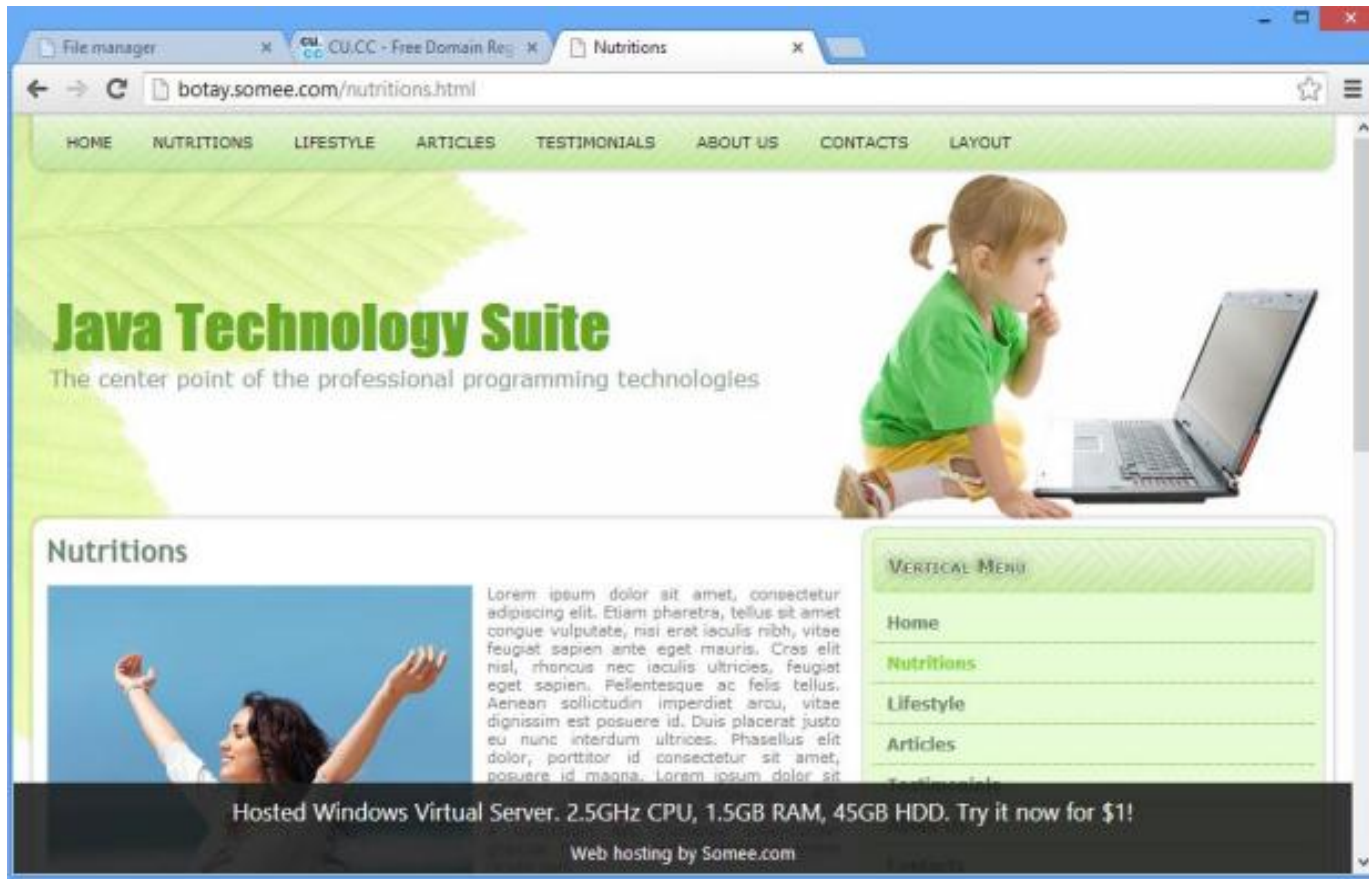 File manager
CU.CC - Free Domain Reg
Nutritions
botay.somee.com/nutritions.html
HOME NUTRITIONS LIFESTYLE ARTICLES TESTIMONIALS ABOUT US CONTACTS LAYOUT
Java Technology Suite
The center point of the professional programming technologies
Nutritions
Lorem ipsum dolor sit amet, consectetur
adipiscing elit. Etiam pharetra, tellus sit amet
congue vulputate, nisi erat iaculis nibh, vitae
feugiat sapien ante eget mauris. Cras elit
nisl, rhoncus nec iaculis ultricies, feugiat
eget sapien. Pellentesque ac felis tellus.
Aenean sollicitudin imperdiet arcu, vitae
dignissim est posuere id. Duis placerat justo
eu nunc interdum ultrices. Phasellus elit
dolor, porttitor id consectetur sit amet,
posuere id magna. Lorem ipsum dolor sit
Vertical Menu
Home
Nutritions
Lifestyle
Articles
Testimonials
Contacts
Hosted Windows Virtual Server. 2.5GHz CPU, 1.5GB RAM, 45GB HDD. Try it now for $1!
Web hosting by Somee.com